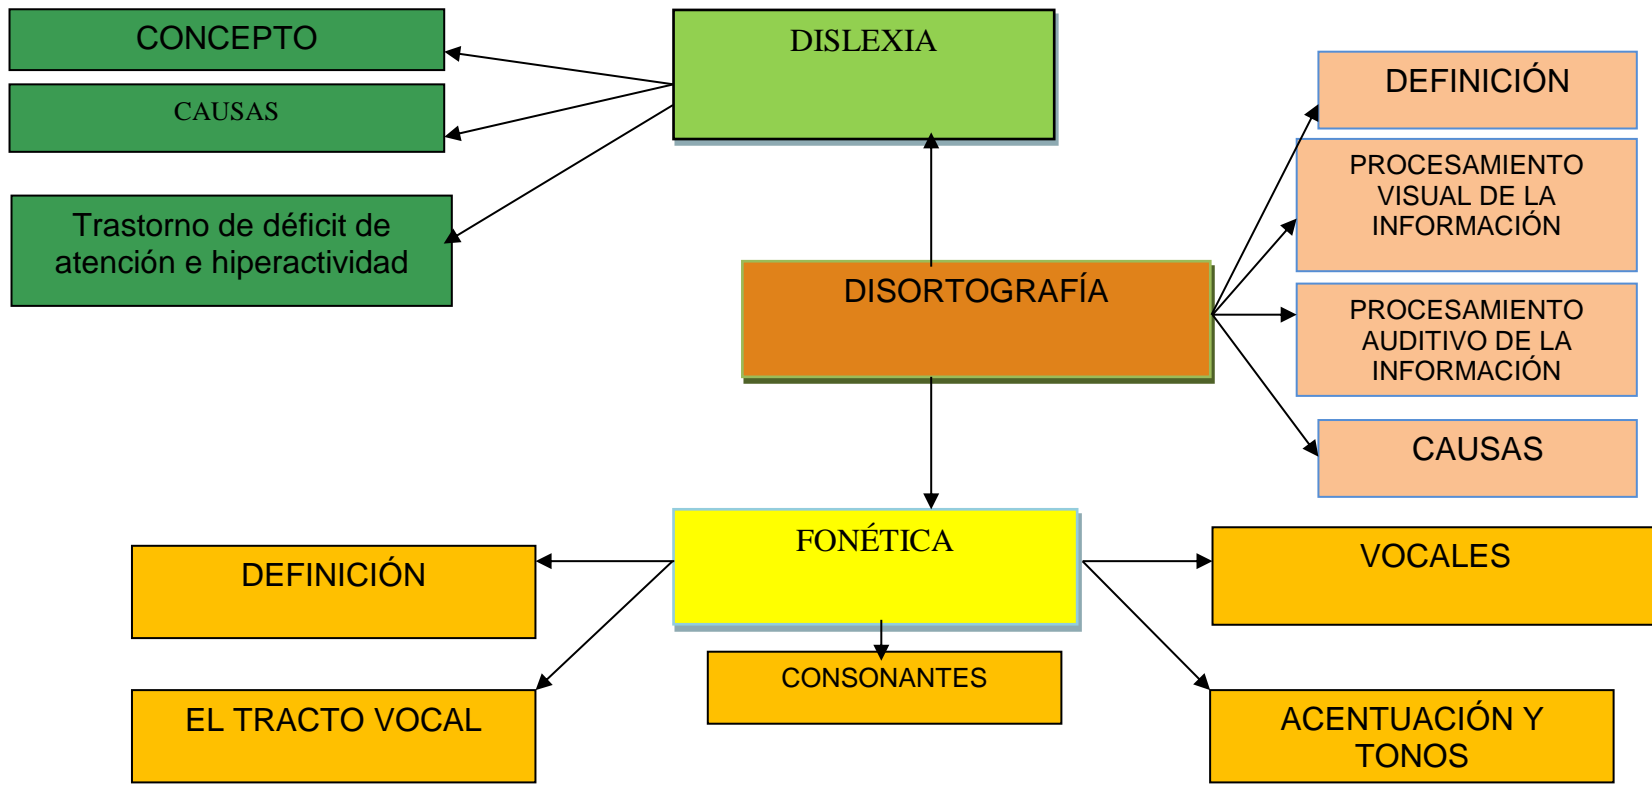 CONCEPTO
CAUSAS
Trastorno de déficit de
atención e hiperactividad
DISLEXIA
DISORTOGRAFÍA
DEFINICIÓN
PROCESAMIENTO
VISUAL DE LA
INFORMACIÓN
PROCESAMIENTO
AUDITIVO DE LA
INFORMACIÓN
CAUSAS
FONÉTICA
DEFINICIÓN
EL TRACTO VOCAL
CONSONANTES
VOCALES
ACENTUACIÓN Y
TONOS